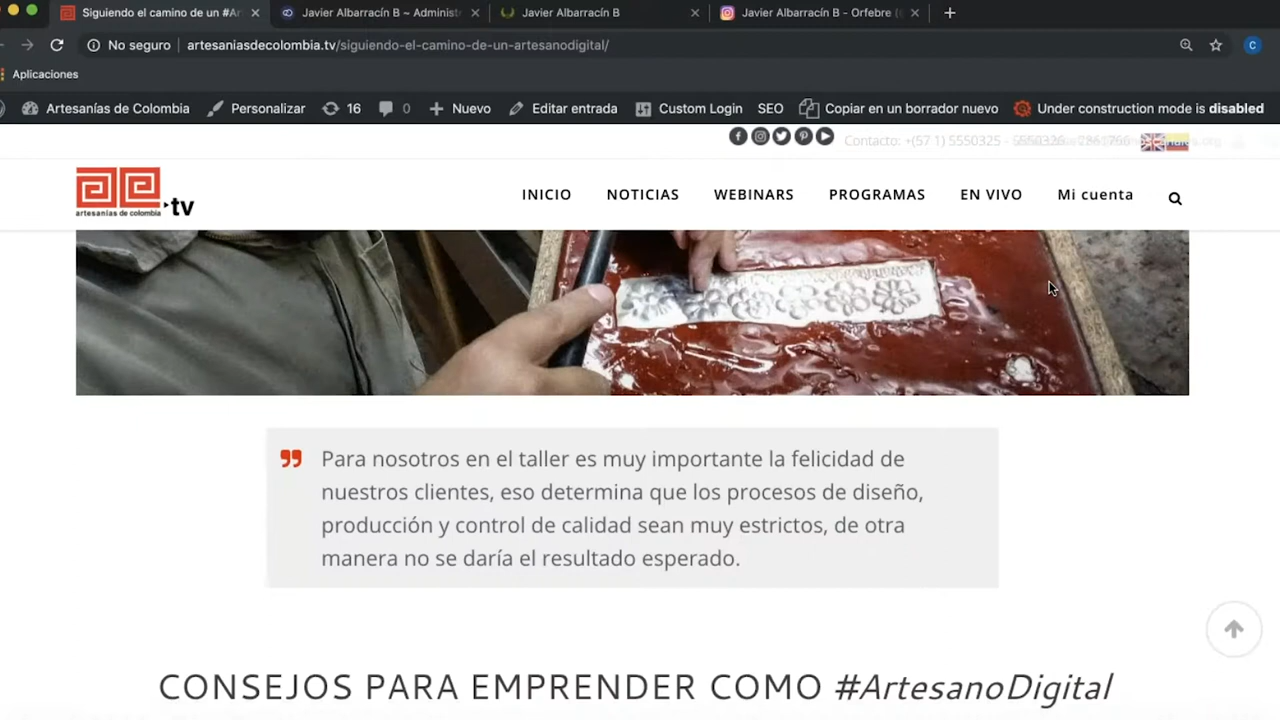 Siguiendo el camino de un #Ar
Javier Albarracín B ~ Administ
Javier Albarracín B
Javier Albarracín B - Orfebre (
No seguro
artesaniasdecolombia.tv/siguiendo-el-camino-de-un-artesanodigital/
C
Aplicaciones
Artesanías de Colombia
Personalizar
16
0
Nuevo
Editar entrada
Custom Login
SEO
Copiar en un borrador nuevo
Under construction mode is disabled
Contacto: +(57 1) 5550325 -
artesanías de colombia
tv
INICIO
NOTICIAS
WEBINARS
PROGRAMAS
EN VIVO
Mi cuenta
Para nosotros en el taller es muy importante la felicidad de
nuestros clientes, eso determina que los procesos de diseño,
producción y control de calidad sean muy estrictos, de otra
manera no se daría el resultado esperado.
CONSEJOS PARA EMPRENDER COMO #ArtesanoDigital